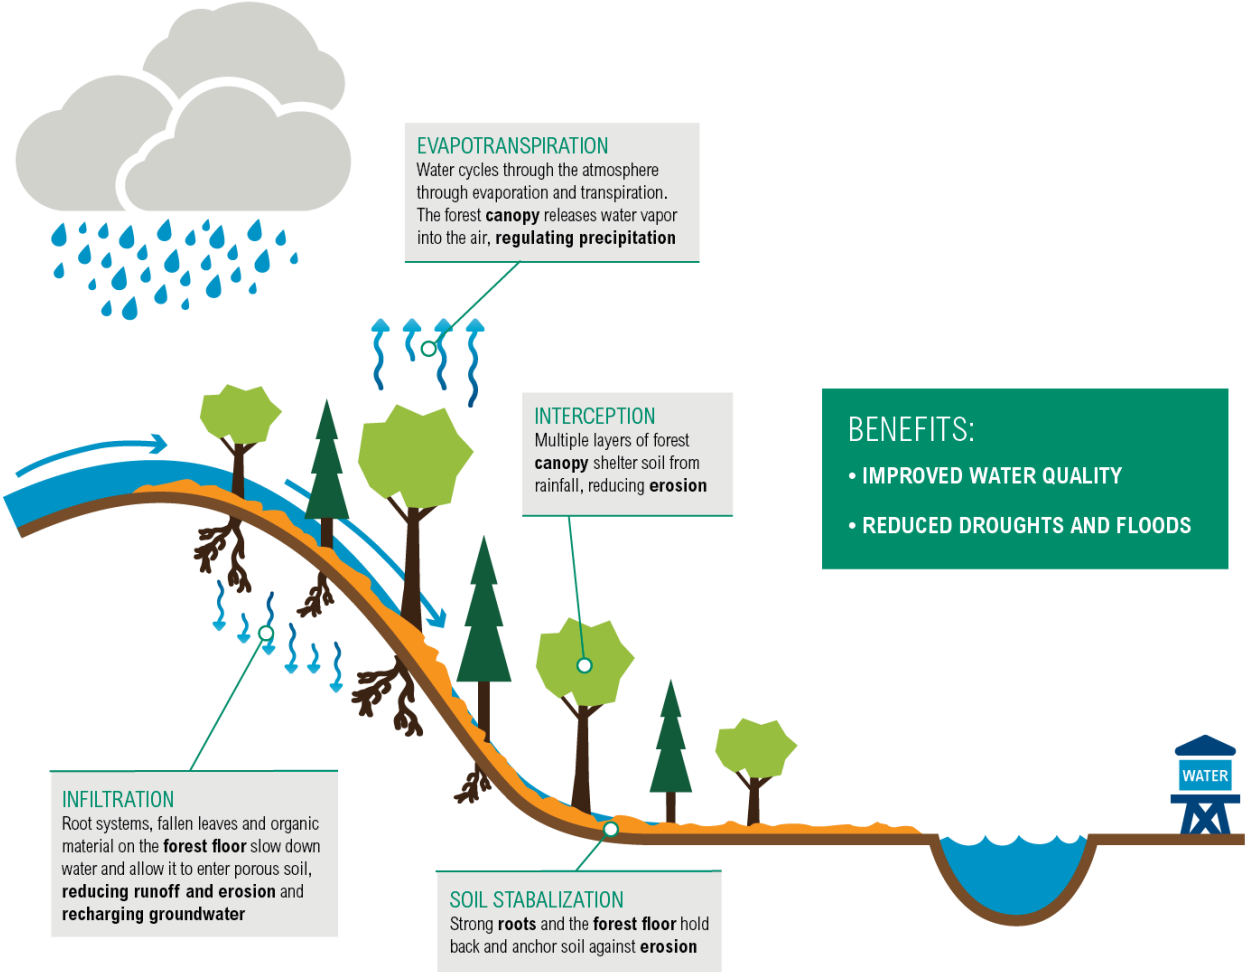 EVAPOTRANSPIRATION
Water cycles through the atmosphere
through evaporation and transpiration.
The forest canopy releases water vapor
into the air, regulating precipitation
INTERCEPTION
Multiple layers of forest
canopy shelter soil from
rainfall, reducing erosion
BENEFITS:
• IMPROVED WATER QUALITY
• REDUCED DROUGHTS AND FLOODS
WATER
INFILTRATION
Root systems, fallen leaves and organic
material on the forest floor slow down
water and allow it to enter porous soil,
reducing runoff and erosion and
recharging groundwater
SOIL STABALIZATION
Strong roots and the forest floor hold
back and anchor soil against erosion